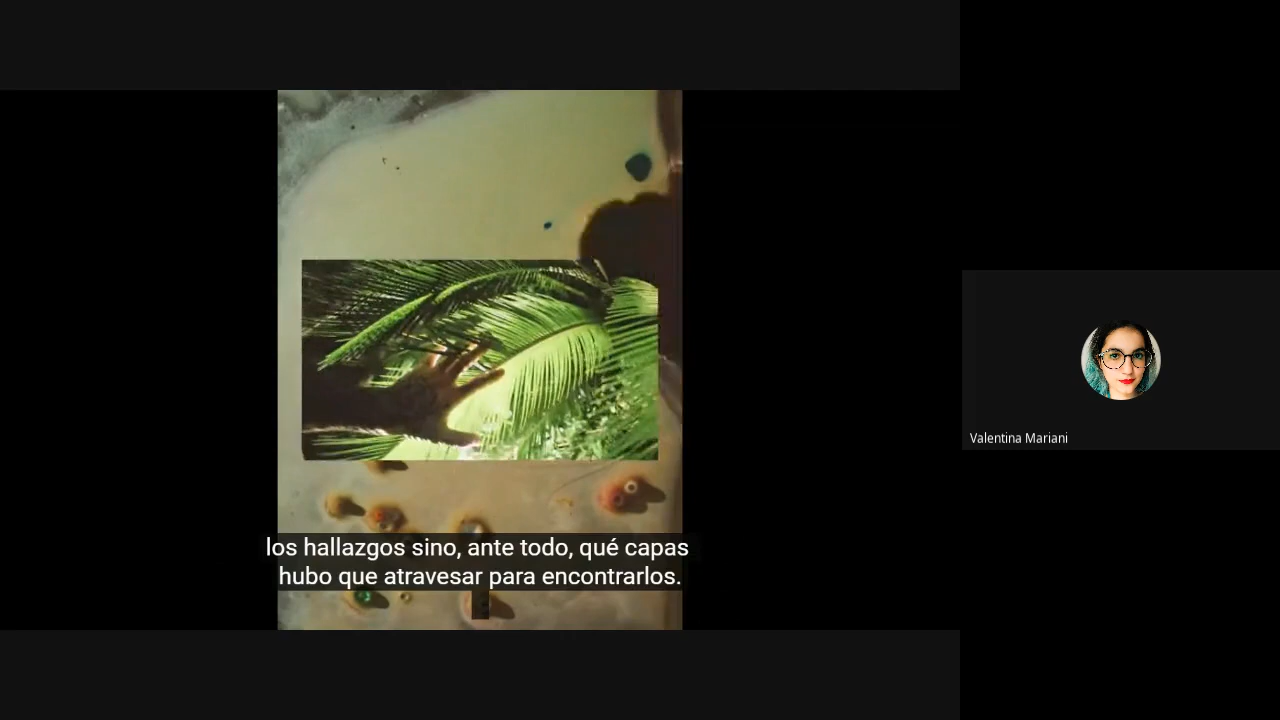 los hallazgos sino, ante todo, qué capas
hubo que atravesar para encontrarlos.
Valentina Mariani